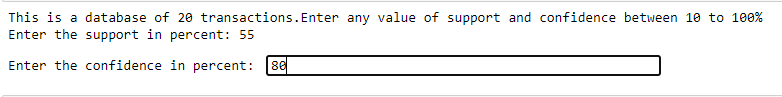 This is a database of 20 transactions.Enter any value of support and confidence between 10 to 100%
Enter the support in percent: 55
Enter the confidence in percent: 80